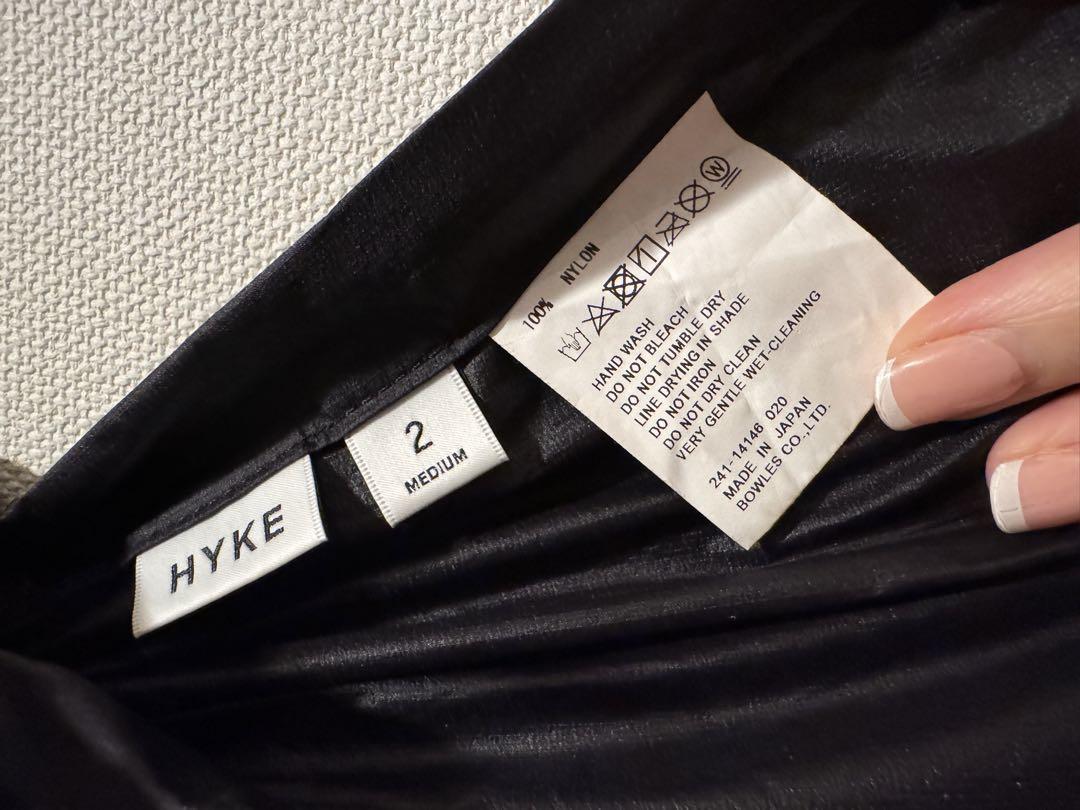 HYKE
2
MEDIUM
100% NYLON
W
HAND WASH
DO NOT BLEACH
DO NOT TUMBLE DRY
LINE DRYING IN SHADE
DO NOT IRON
DO NOT DRY CLEAN
VERY GENTLE WET-CLEANING
241-14146 020
MADE IN JAPAN
BOWLES CO.,LTD.